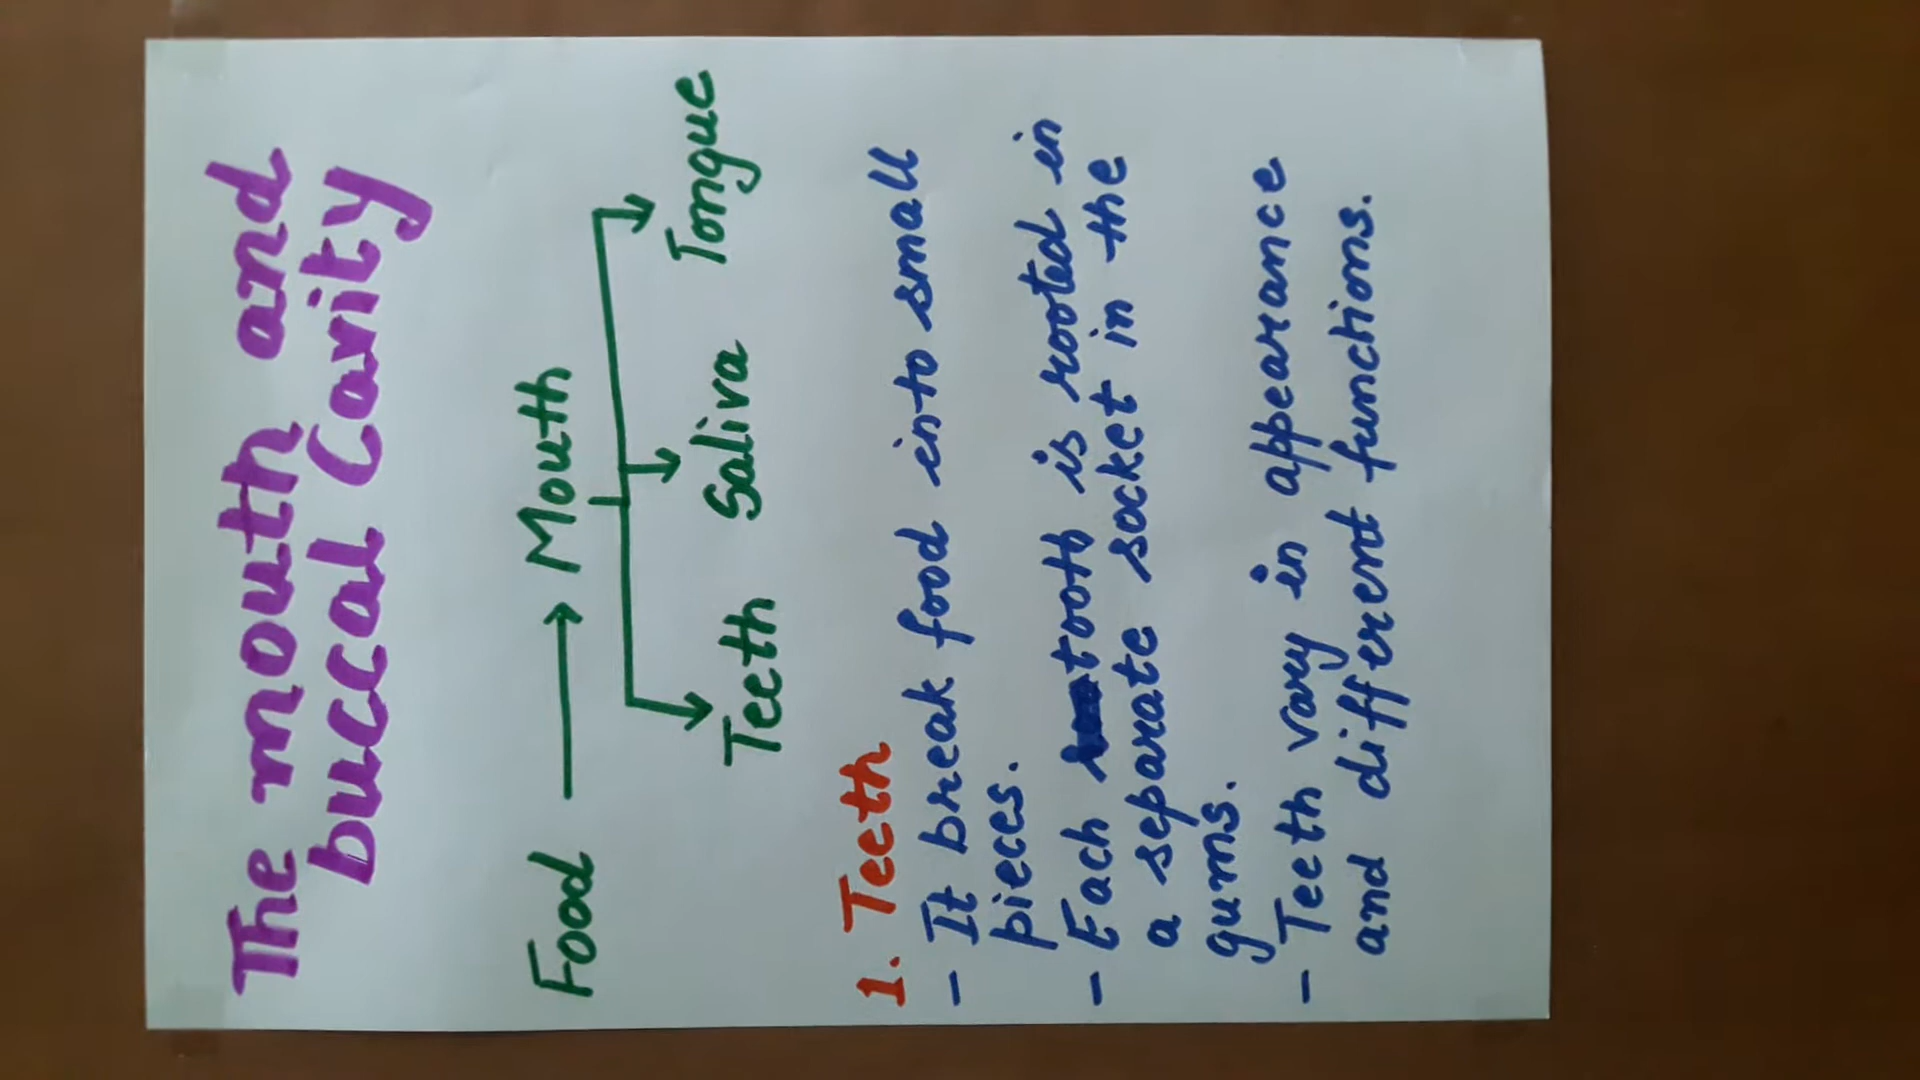 The mouth and
buccal Cavity
Food → Mouth
Teeth Saliva Tongue
1. Teeth
- It break food into small
pieces.
- Each tooth is rooted in
a separate socket in the
gums.
- Teeth vary in appearance
and different functions.